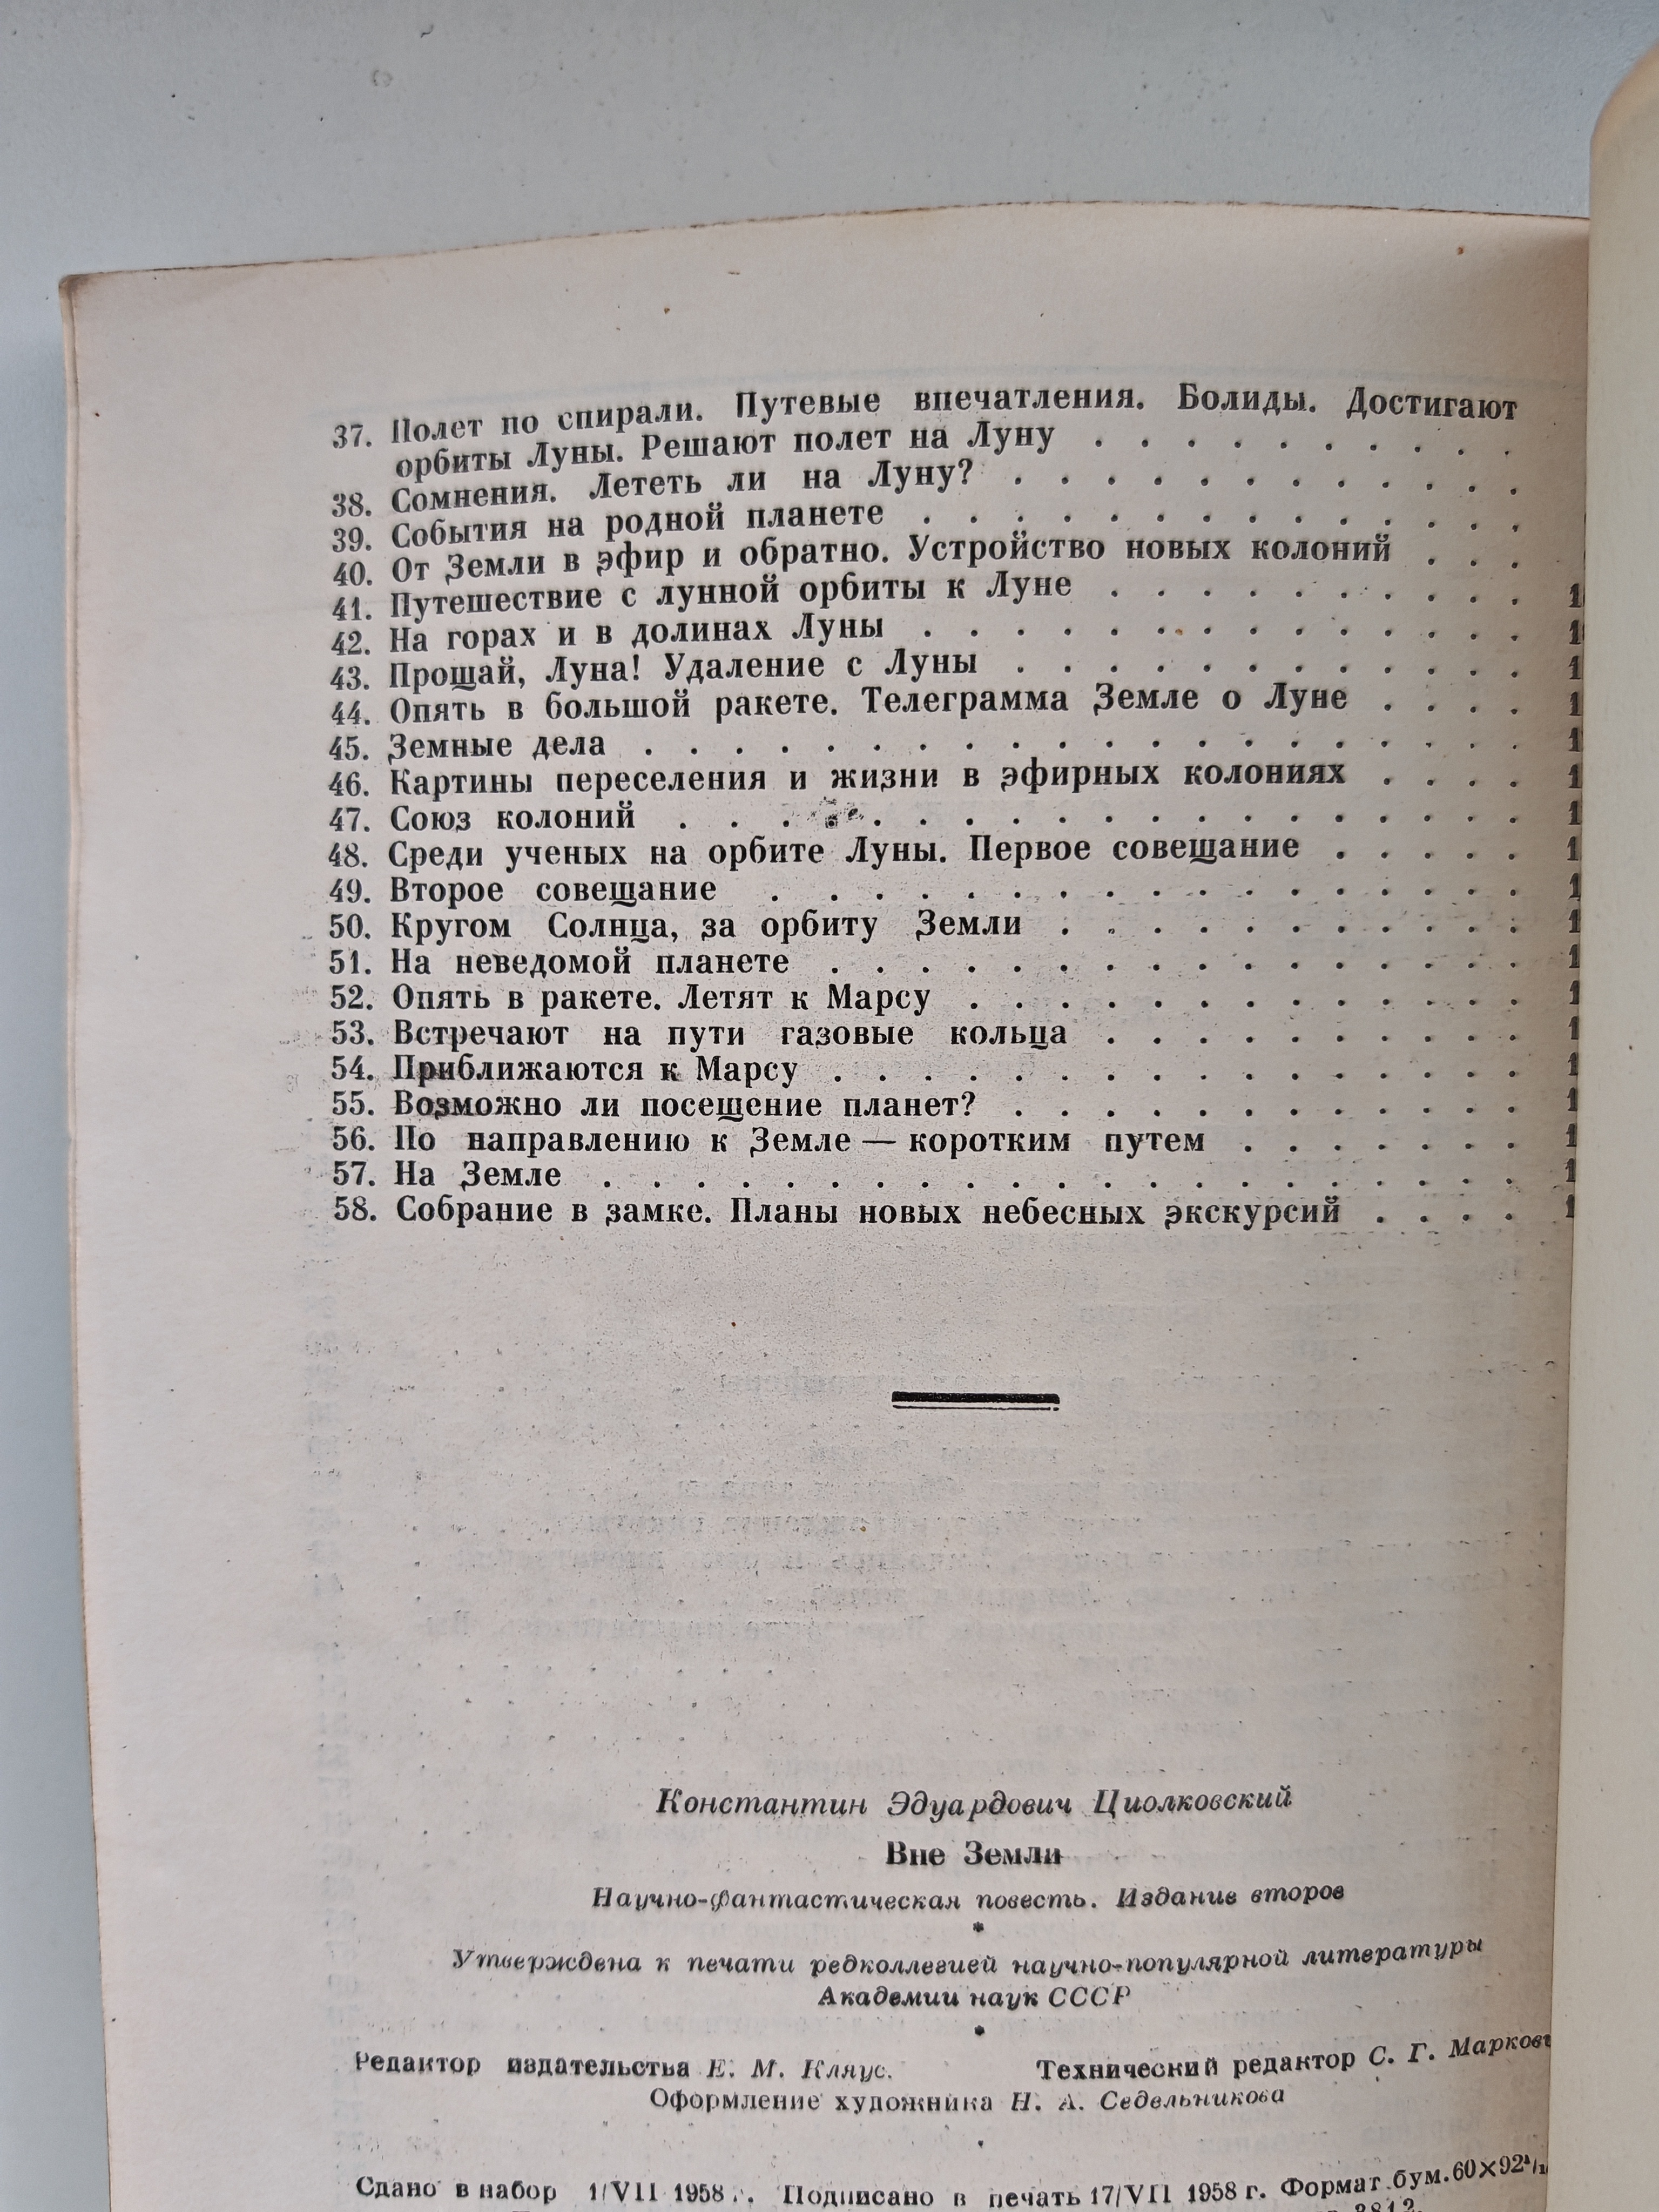 37. Полет по спирали. Путевые впечатления. Болиды. Достигают
орбиты Луны. Решают полет на Луну . . . . . . . . . .
38. Сомнения. Лететь ли на Луну? . . . . . . . . . . . .
39. События на родной планете . . . . . . . . . . . . . .
40. От Земли в эфир и обратно. Устройство новых колоний . . .
41. Путешествие с лунной орбиты к Луне . . . . . . . . . .
42. На горах и в долинах Луны . . . . . . . . . . . . . .
43. Прощай, Луна! Удаление с Луны . . . . . . . . . . . .
44. Опять в большой ракете. Телеграмма Земле о Луне . . . .
45. Земные дела . . . . . . . . . . . . . . . . . . . .
46. Картины переселения и жизни в эфирных колониях . . . .
47. Союз колоний . . . . . . . . . . . . . . . . . . .
48. Среди ученых на орбите Луны. Первое совещание . . . . .
49. Второе совещание . . . . . . . . . . . . . . . . .
50. Кругом Солнца, за орбиту Земли . . . . . . . . . . .
51. На неведомой планете . . . . . . . . . . . . . . . .
52. Опять в ракете. Летят к Марсу . . . . . . . . . . . . .
53. Встречают на пути газовые кольца . . . . . . . . . .
54. Приближаются к Марсу . . . . . . . . . . . . . . . .
55. Возможно ли посещение планет? . . . . . . . . . . . .
56. По направлению к Земле — коротким путем . . . . . . .
57. На Земле . . . . . . . . . . . . . . . . . . . . .
58. Собрание в замке. Планы новых небесных экскурсий . . . .
Константин Эдуардович Циолковский
Вне Земли
Научно-фантастическая повесть. Издание второе
*
Утверждена к печати редколлегией научно-популярной литературы
Академии наук СССР
*
Редактор издательства Е. М. Кляус. Технический редактор С. Г. Маркови
Оформление художника Н. А. Седельникова
Сдано в набор 1/VII 1958 г. Подписано в печать 17/VII 1958 г. Формат бум. 60×92¹/₁